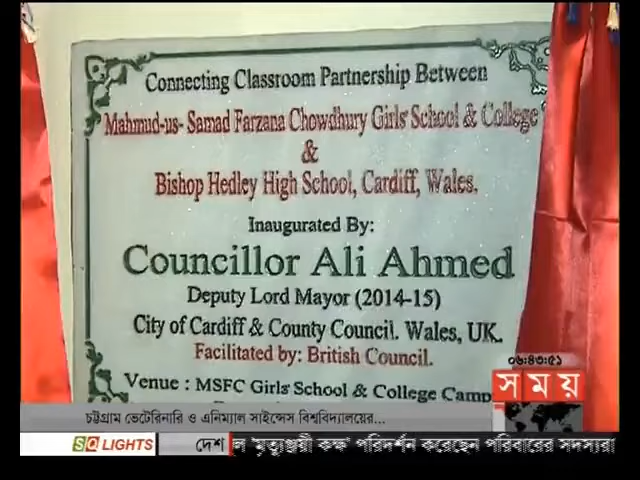 Connecting Classroom Partnership Between
Mahmud-us- Samad Farzana Chowdhury Girls' School & College
&
Bishop Hedley High School, Cardiff, Wales.
Inaugurated By:
Councillor Ali Ahmed
Deputy Lord Mayor (2014-15)
City of Cardiff & County Council. Wales, UK.
Facilitated by: British Council.
Venue : MSFC Girls' School & College Camp
০৬:৪৩:৫১
সময়
চট্টগ্রাম ভেটেরিনারি ও এনিম্যাল সাইন্সেস বিশ্ববিদ্যালয়ের...
SQ LIGHTS
দেশ
ল 'মৃত্যুঞ্জয়ী কক্ষ' পরিদর্শন করেছেন পরিবারের সদস্যরা